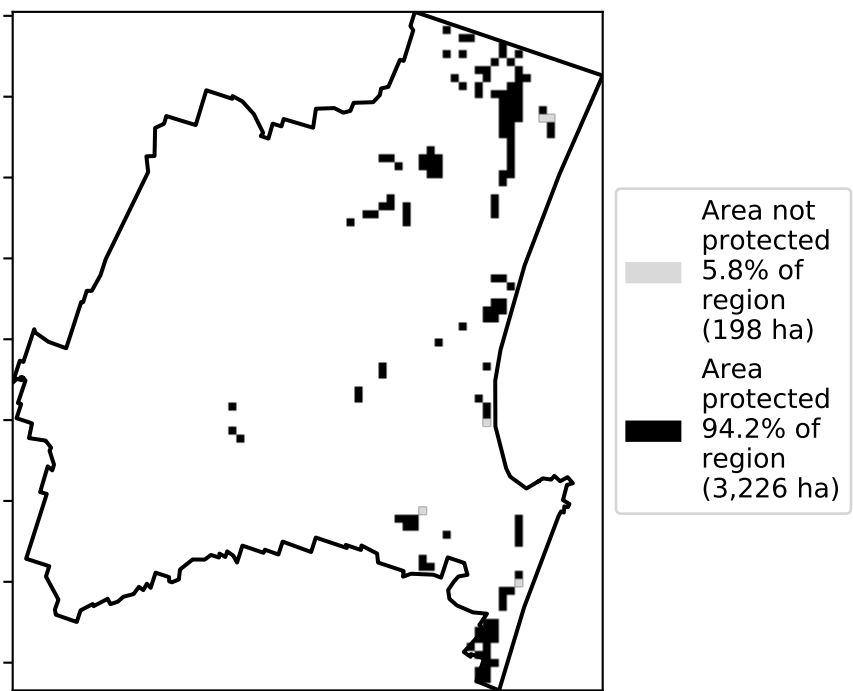 Area not
protected
5.8% of
region
(198 ha)
Area
protected
94.2% of
region
(3,226 ha)